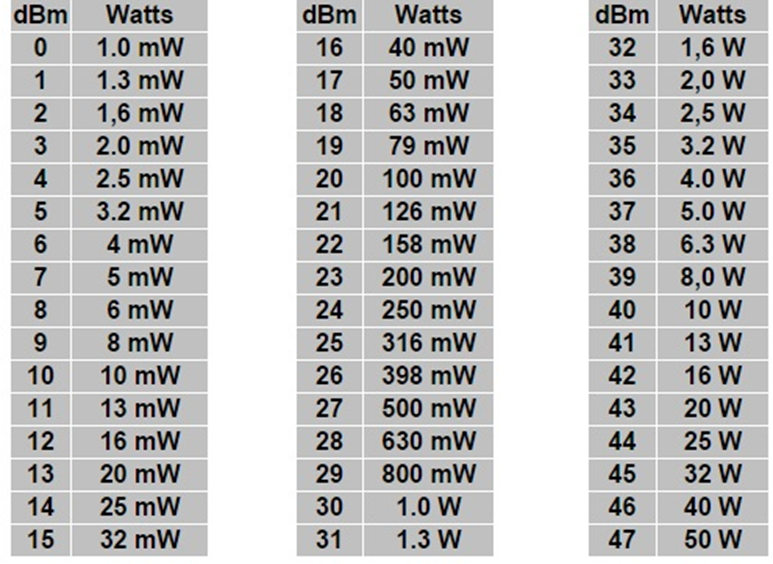 dBm Watts dBm Watts dBm Watts
0 1.0 mW 16 40 mW 32 1,6 W
1 1.3 mW 17 50 mW 33 2,0 W
2 1,6 mW 18 63 mW 34 2,5 W
3 2.0 mW 19 79 mW 35 3.2 W
4 2.5 mW 20 100 mW 36 4.0 W
5 3.2 mW 21 126 mW 37 5.0 W
6 4 mW 22 158 mW 38 6.3 W
7 5 mW 23 200 mW 39 8,0 W
8 6 mW 24 250 mW 40 10 W
9 8 mW 25 316 mW 41 13 W
10 10 mW 26 398 mW 42 16 W
11 13 mW 27 500 mW 43 20 W
12 16 mW 28 630 mW 44 25 W
13 20 mW 29 800 mW 45 32 W
14 25 mW 30 1.0 W 46 40 W
15 32 mW 31 1.3 W 47 50 W